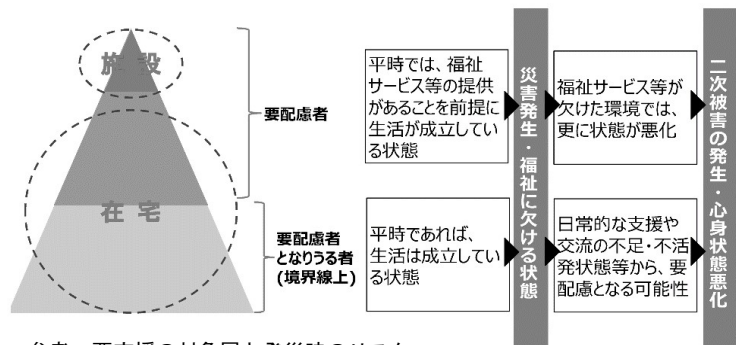 施 設
在 宅
要配慮者
要配慮者
となりうる者
(境界線上)
平時では、福祉
サービス等の提供
があることを前提に
生活が成立してい
る状態
平時であれば、
生活は成立してい
る状態
災害発生・福祉に欠ける状態
福祉サービス等が
欠けた環境では、
更に状態が悪化
日常的な支援や
交流の不足・不活
発状態等から、要
配慮となる可能性
二次被害の発生・心身状態悪化